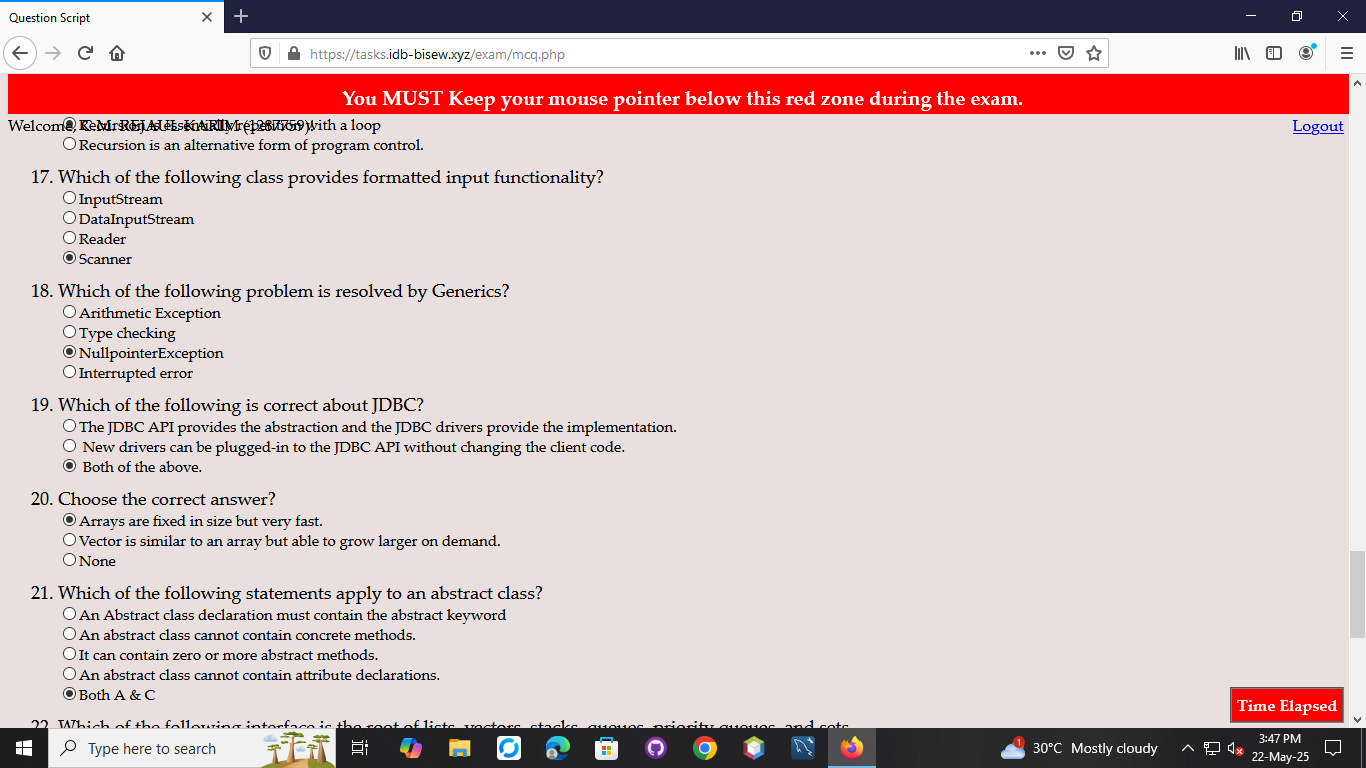 Question Script
https://tasks.idb-bisew.xyz/exam/mcq.php
You MUST Keep your mouse pointer below this red zone during the exam.
Welcome, C.M. REJAUL KARIM (1287759)!
Logout
Recursion is essentially repetition with a loop
Recursion is an alternative form of program control.
17. Which of the following class provides formatted input functionality?
InputStream
DataInputStream
Reader
Scanner
18. Which of the following problem is resolved by Generics?
Arithmetic Exception
Type checking
NullpointerException
Interrupted error
19. Which of the following is correct about JDBC?
The JDBC API provides the abstraction and the JDBC drivers provide the implementation.
New drivers can be plugged-in to the JDBC API without changing the client code.
Both of the above.
20. Choose the correct answer?
Arrays are fixed in size but very fast.
Vector is similar to an array but able to grow larger on demand.
None
21. Which of the following statements apply to an abstract class?
An Abstract class declaration must contain the abstract keyword
An abstract class cannot contain concrete methods.
It can contain zero or more abstract methods.
An abstract class cannot contain attribute declarations.
Both A & C
Time Elapsed
22. Which of the following interface is the root of lists, vectors, stacks, queues, priority queues, and sets
Type here to search
1
30°C Mostly cloudy
3:47 PM
22-May-25